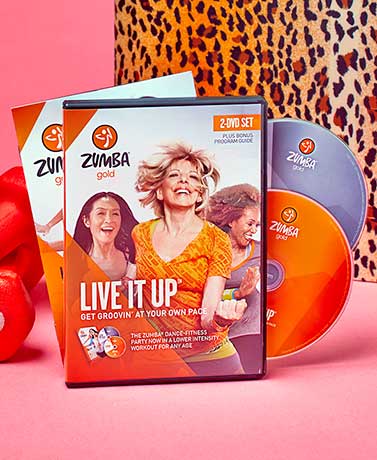 ZUMBA®
gold
2-DVD SET
PLUS BONUS
PROGRAM GUIDE
ZUMBA®
gold
LIVE IT UP
GET GROOVIN' AT YOUR OWN PACE
THE ZUMBA® DANCE-FITNESS
PARTY NOW IN A LOWER INTENSITY
WORKOUT FOR ANY AGE
ZUMBA®
gold
ZUMBA®
gold
UP